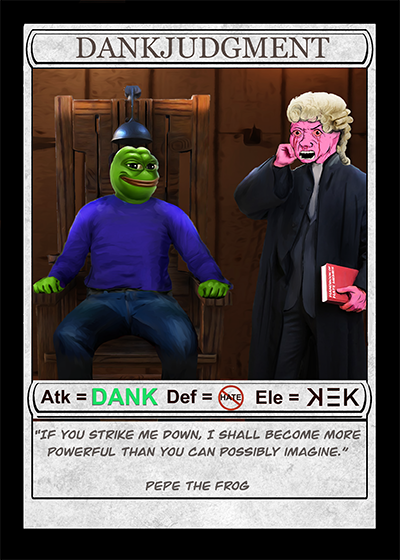 DANKJUDGMENT
Atk = DANK Def = HATE Ele = KEK
"IF YOU STRIKE ME DOWN, I SHALL BECOME MORE
POWERFUL THAN YOU CAN POSSIBLY IMAGINE."
PEPE THE FROG